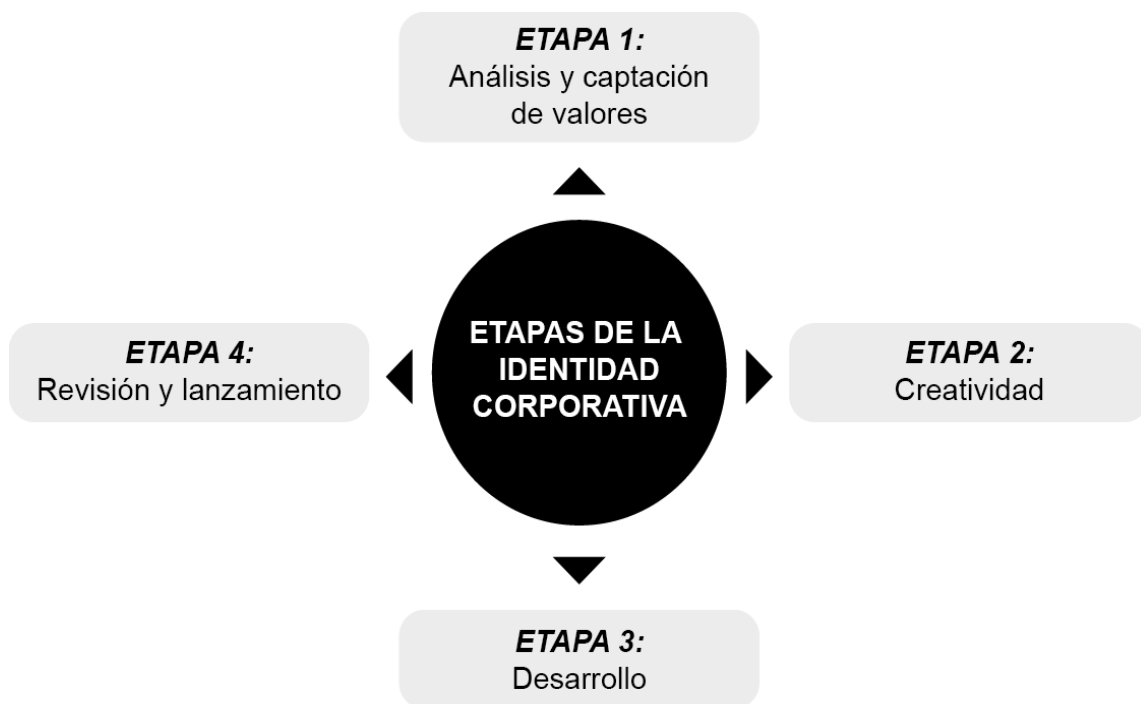 ETAPA 1:
Análisis y captación
de valores
ETAPAS DE LA
IDENTIDAD
CORPORATIVA
ETAPA 4:
Revisión y lanzamiento
ETAPA 2:
Creatividad
ETAPA 3:
Desarrollo